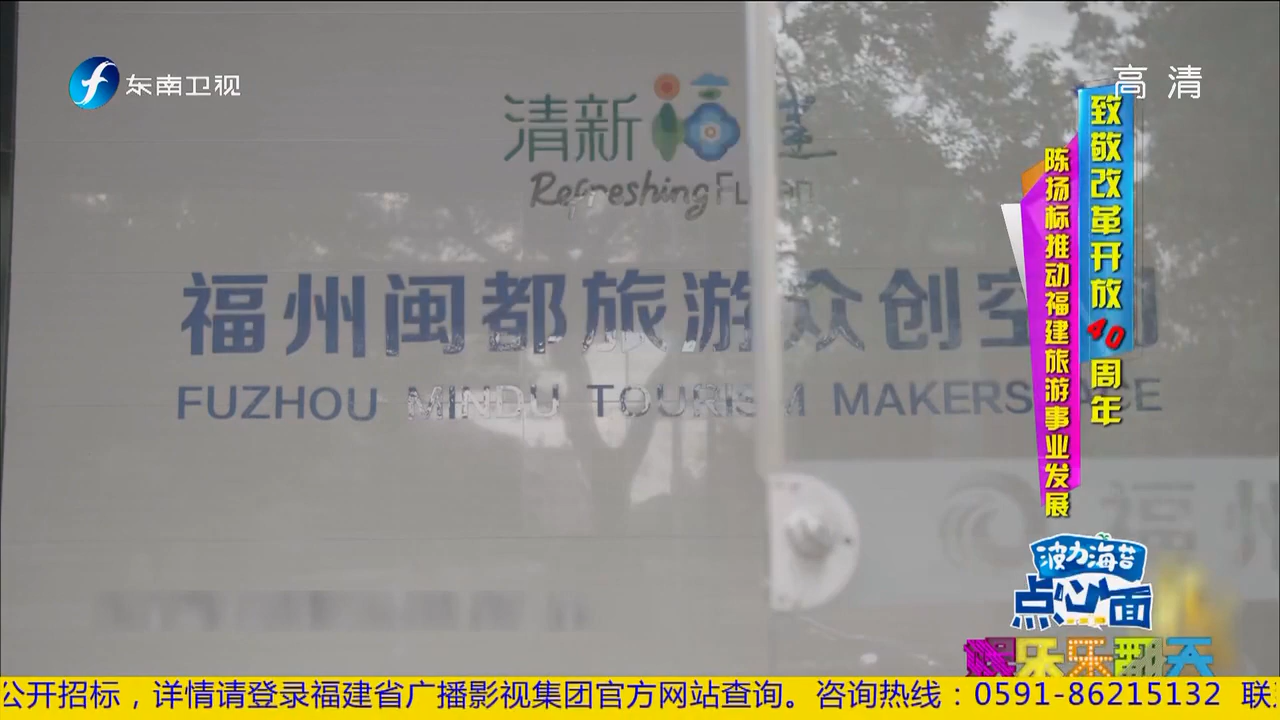 东南卫视
高清
清新福建
Refreshing Fujian
福州闽都旅游众创空间
FUZHOU MINDU TOURISM MAKERSPACE
致敬改革开放40周年
陈扬标推动福建旅游事业发展
福州
波力海苔
点心面
娱乐乐翻天
公开招标，详情请登录福建省广播影视集团官方网站查询。咨询热线：0591-86215132 联